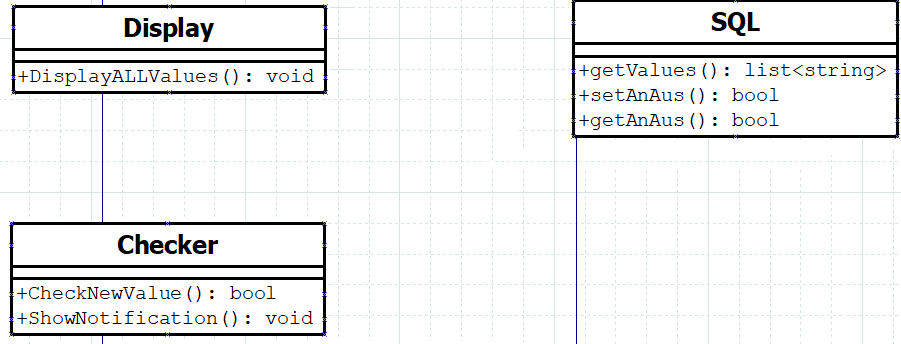 Display
+DisplayALLValues(): void
SQL
+getValues(): list<string>
+setAnAus(): bool
+getAnAus(): bool
Checker
+CheckNewValue(): bool
+ShowNotification(): void